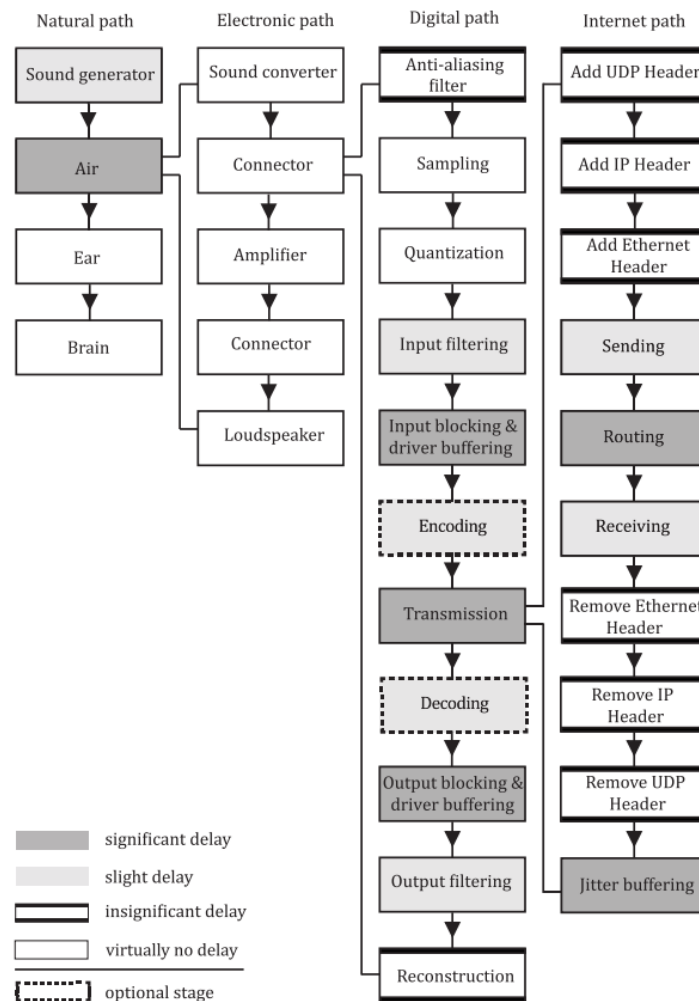 Natural path
Sound generator
Air
Ear
Brain
Electronic path
Sound converter
Connector
Amplifier
Connector
Loudspeaker
Digital path
Anti-aliasing
filter
Sampling
Quantization
Input filtering
Input blocking &
driver buffering
Encoding
Transmission
Decoding
Output blocking &
driver buffering
Output filtering
Reconstruction
Internet path
Add UDP Header
Add IP Header
Add Ethernet
Header
Sending
Routing
Receiving
Remove Ethernet
Header
Remove IP
Header
Remove UDP
Header
Jitter buffering
significant delay
slight delay
insignificant delay
virtually no delay
optional stage